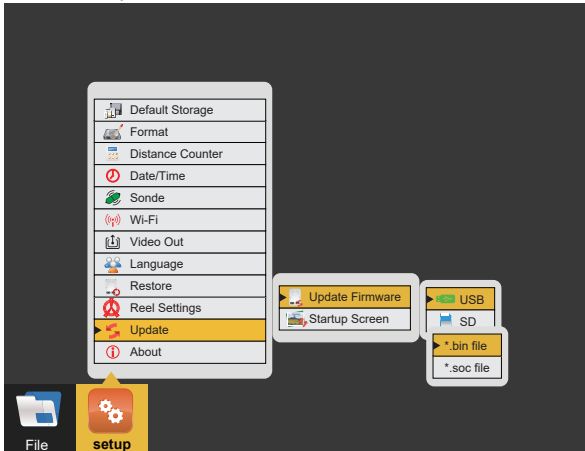 Default Storage
Format
Distance Counter
Date/Time
Sonde
Wi-Fi
Video Out
Language
Restore
Reel Settings
Update
About
Update Firmware
Startup Screen
USB
SD
*.bin file
*.soc file
File
setup